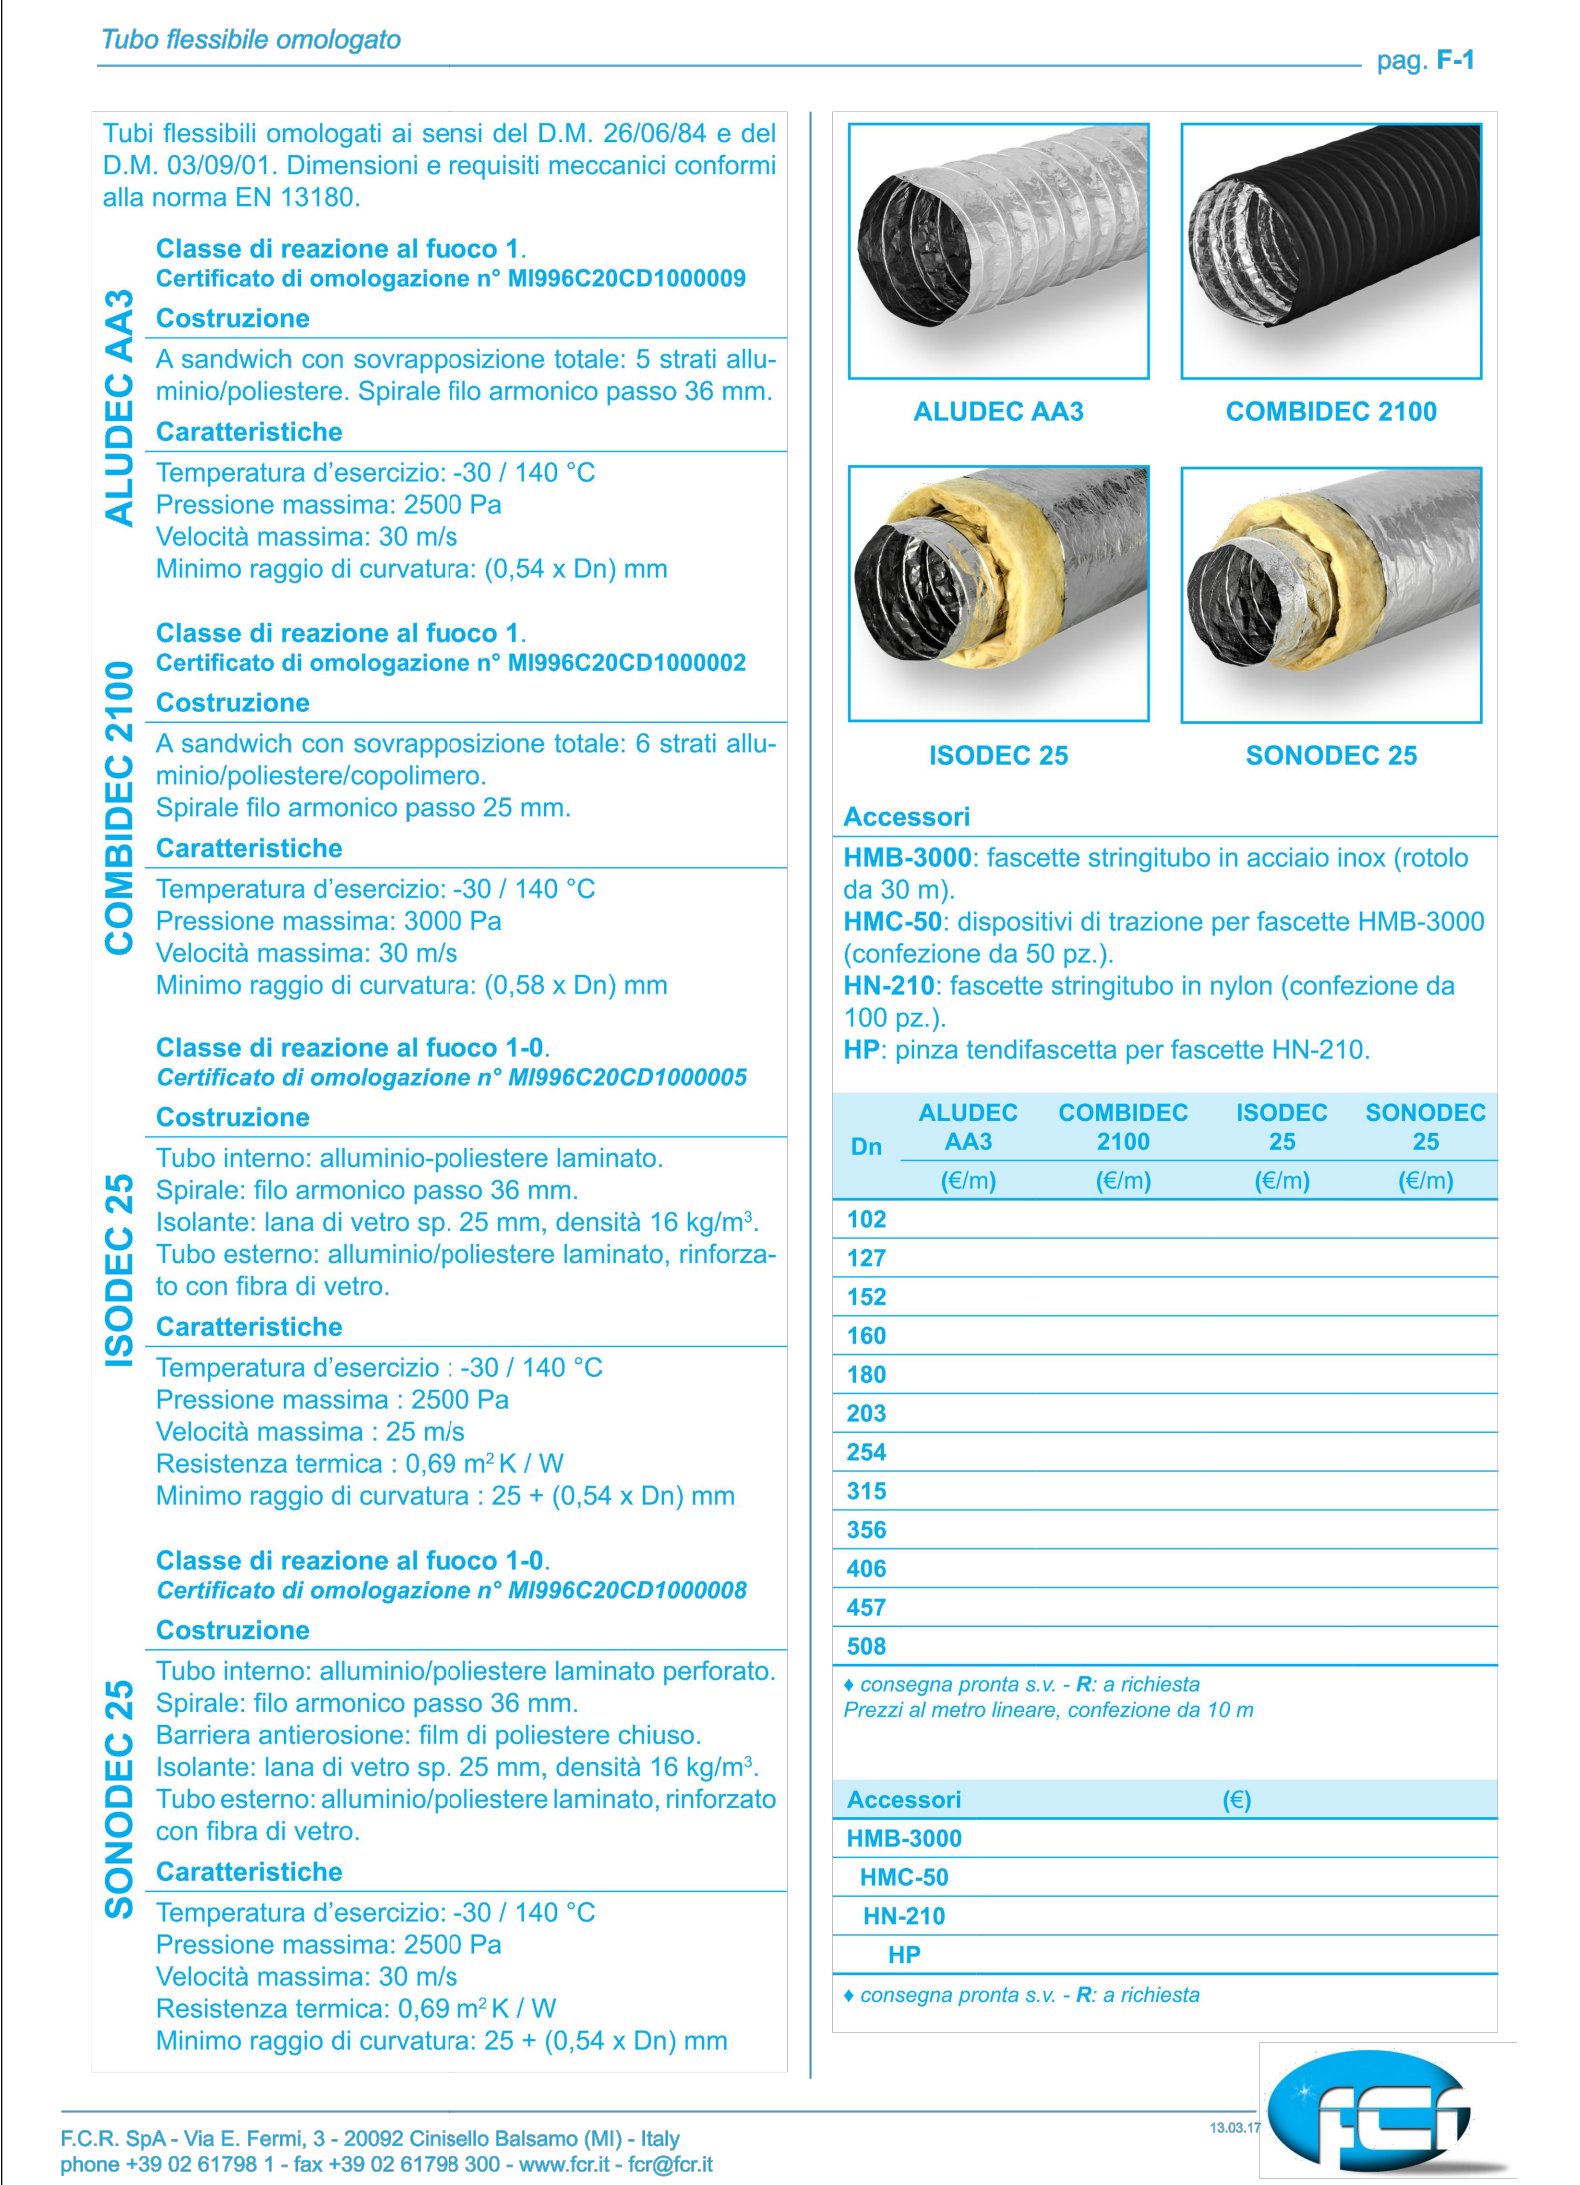 Tubo flessibile omologato
pag. F-1
Tubi flessibili omologati ai sensi del D.M. 26/06/84 e del
D.M. 03/09/01. Dimensioni e requisiti meccanici conformi
alla norma EN 13180.
ALUDEC AA3
Classe di reazione al fuoco 1.
Certificato di omologazione n° MI996C20CD1000009
Costruzione
A sandwich con sovrapposizione totale: 5 strati allu-
minio/poliestere. Spirale filo armonico passo 36 mm.
Caratteristiche
Temperatura d'esercizio: -30 / 140 °C
Pressione massima: 2500 Pa
Velocità massima: 30 m/s
Minimo raggio di curvatura: (0,54 x Dn) mm
COMBIDEC 2100
Classe di reazione al fuoco 1.
Certificato di omologazione n° MI996C20CD1000002
Costruzione
A sandwich con sovrapposizione totale: 6 strati allu-
minio/poliestere/copolimero.
Spirale filo armonico passo 25 mm.
Caratteristiche
Temperatura d'esercizio: -30 / 140 °C
Pressione massima: 3000 Pa
Velocità massima: 30 m/s
Minimo raggio di curvatura: (0,58 x Dn) mm
ISODEC 25
Classe di reazione al fuoco 1-0.
Certificato di omologazione n° MI996C20CD1000005
Costruzione
Tubo interno: alluminio-poliestere laminato.
Spirale: filo armonico passo 36 mm.
Isolante: lana di vetro sp. 25 mm, densità 16 kg/m³.
Tubo esterno: alluminio/poliestere laminato, rinforza-
to con fibra di vetro.
Caratteristiche
Temperatura d'esercizio : -30 / 140 °C
Pressione massima : 2500 Pa
Velocità massima : 25 m/s
Resistenza termica : 0,69 m² K / W
Minimo raggio di curvatura : 25 + (0,54 x Dn) mm
SONODEC 25
Classe di reazione al fuoco 1-0.
Certificato di omologazione n° MI996C20CD1000008
Costruzione
Tubo interno: alluminio/poliestere laminato perforato.
Spirale: filo armonico passo 36 mm.
Barriera antierosione: film di poliestere chiuso.
Isolante: lana di vetro sp. 25 mm, densità 16 kg/m³.
Tubo esterno: alluminio/poliestere laminato, rinforzato
con fibra di vetro.
Caratteristiche
Temperatura d'esercizio: -30 / 140 °C
Pressione massima: 2500 Pa
Velocità massima: 30 m/s
Resistenza termica: 0,69 m² K / W
Minimo raggio di curvatura: 25 + (0,54 x Dn) mm
ALUDEC AA3 COMBIDEC 2100
ISODEC 25 SONODEC 25
Accessori
HMB-3000: fascette stringitubo in acciaio inox (rotolo
da 30 m).
HMC-50: dispositivi di trazione per fascette HMB-3000
(confezione da 50 pz.).
HN-210: fascette stringitubo in nylon (confezione da
100 pz.).
HP: pinza tendifascetta per fascette HN-210.
ALUDEC COMBIDEC ISODEC SONODEC
Dn AA3 2100 25 25
(€/m) (€/m) (€/m) (€/m)
102
127
152
160
180
203
254
315
356
406
457
508
♦ consegna pronta s.v. - R: a richiesta
Prezzi al metro lineare, confezione da 10 m
Accessori (€)
HMB-3000
HMC-50
HN-210
HP
♦ consegna pronta s.v. - R: a richiesta
13.03.17
fcr
F.C.R. SpA - Via E. Fermi, 3 - 20092 Cinisello Balsamo (MI) - Italy
phone +39 02 61798 1 - fax +39 02 61798 300 - www.fcr.it - fcr@fcr.it